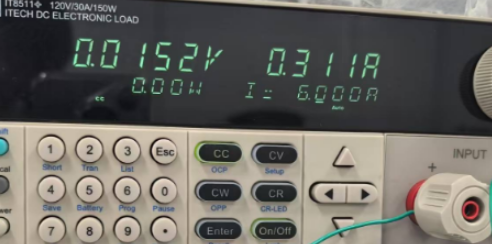 IT8511+ 120V/30A/150W
ITECH DC ELECTRONIC LOAD
0.0152V 0.311A
0.00W I = 6.000A
CC Auto
1 2 3 Esc
Short Tran List
CC CV
OCP Setup
4 5 6 0
Save Battery Prog Pause
CW CR
OPP CR-LED
7 8 9
Enter On/Off
+ INPUT